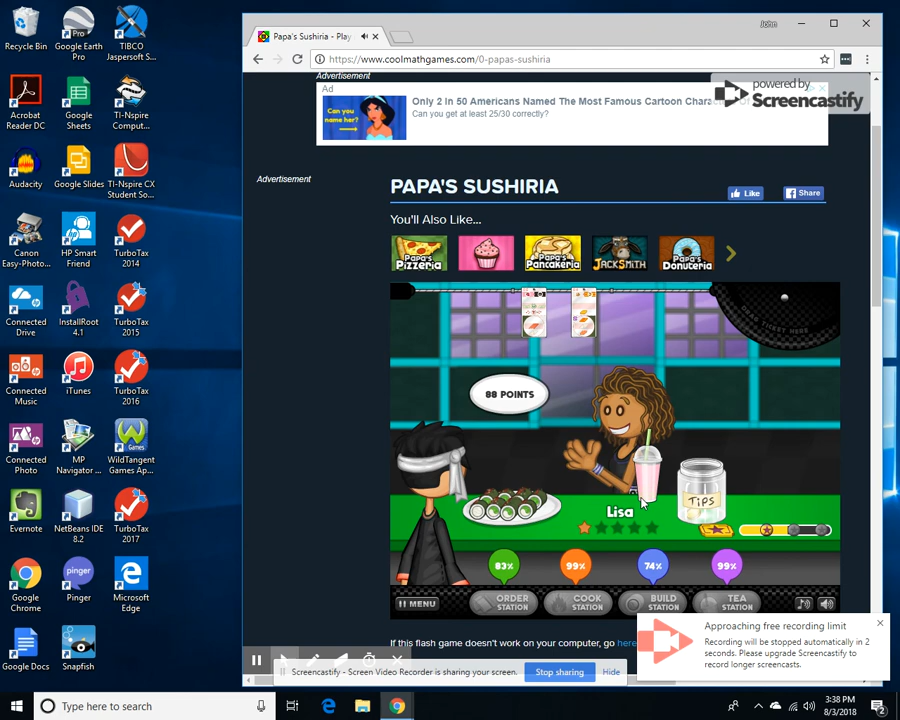 Recycle Bin
Google Earth Pro
TIBCO Jaspersoft S...
Acrobat Reader DC
Google Sheets
TI-Nspire Comput...
Audacity
Google Slides
TI-Nspire CX Student So...
Canon Easy-Photo...
HP Smart Friend
TurboTax 2014
Connected Drive
InstallRoot 4.1
TurboTax 2015
Connected Music
iTunes
TurboTax 2016
Connected Photo
MP Navigator ...
WildTangent Games Ap...
Evernote
NetBeans IDE 8.2
TurboTax 2017
Google Chrome
Pinger
Microsoft Edge
Google Docs
Snapfish
John
Papa's Sushiria - Play
https://www.coolmathgames.com/0-papas-sushiria
Advertisement
Ad
Can you name her?
Only 2 In 50 Americans Named The Most Famous Cartoon Charac
Can you get at least 25/30 correctly?
powered by
Screencastify
Advertisement
PAPA'S SUSHIRIA
Like
Share
You'll Also Like...
PAPA'S PIZZERIA
PAPA'S PANCAKERIA
JACKSMITH
PAPA'S DONUTERIA
DRAG TICKET HERE
88 POINTS
TIPS
Lisa
83%
99%
74%
99%
MENU
ORDER STATION
COOK STATION
BUILD STATION
TEA STATION
If this flash game doesn't work on your computer, go here
Approaching free recording limit
Recording will be stopped automatically in 2
seconds. Please upgrade Screencastify to
record longer screencasts.
Screencastify - Screen Video Recorder is sharing your screen.
Stop sharing
Hide
Type here to search
3:38 PM
8/3/2018
2